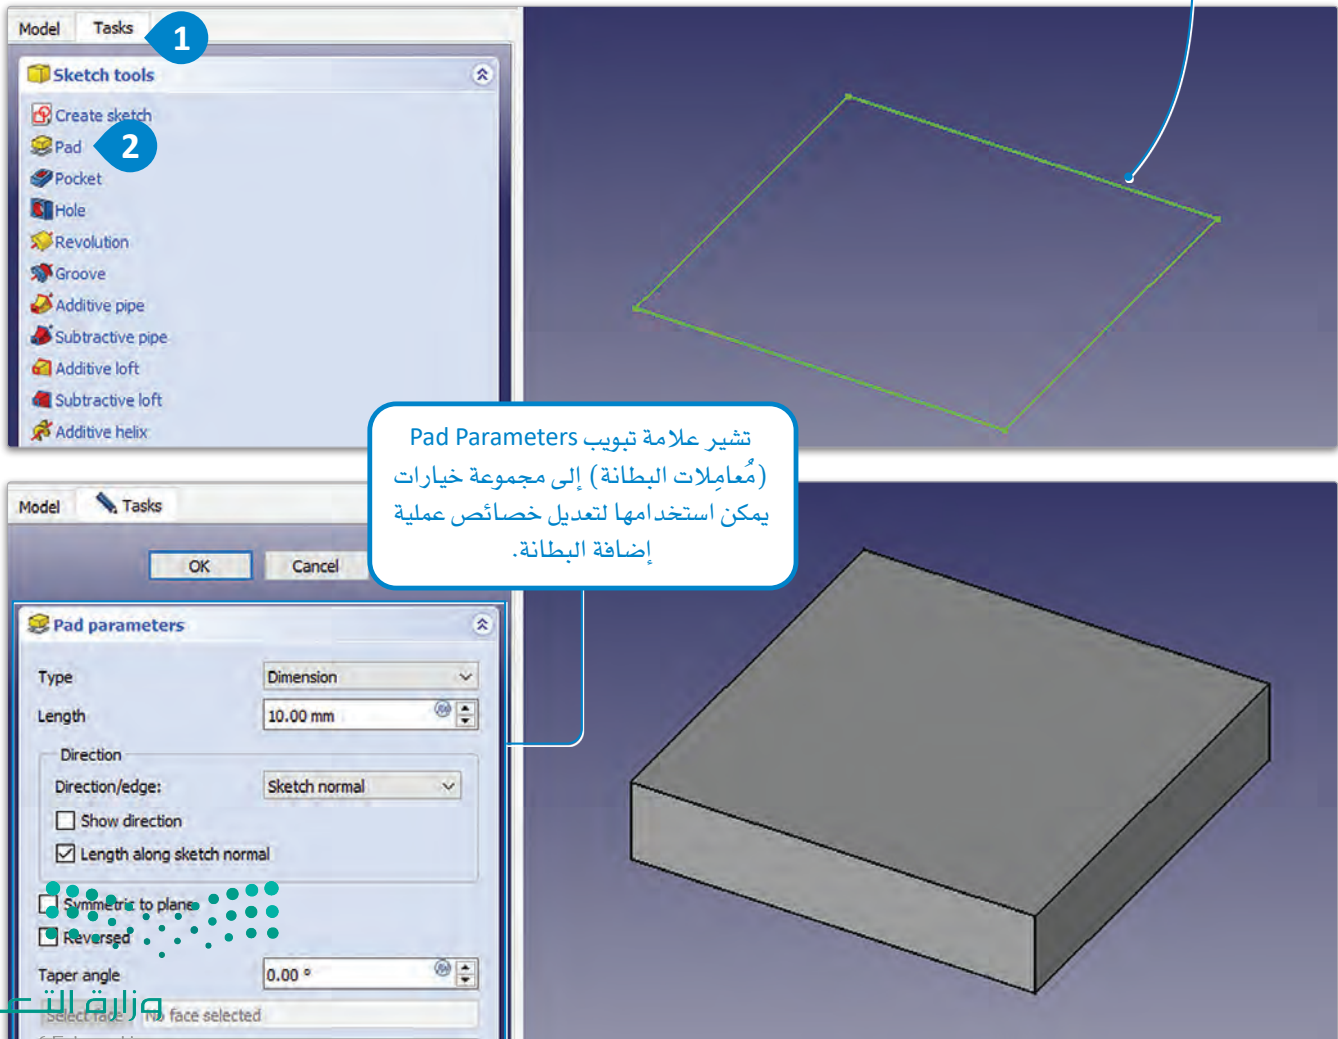 Model Tasks
1
Sketch tools
Create sketch
Pad
2
Pocket
Hole
Revolution
Groove
Additive pipe
Subtractive pipe
Additive loft
Subtractive loft
Additive helix
تشير علامة تبويب Pad Parameters
(مُعامِلات البطانة) إلى مجموعة خيارات
يمكن استخدامها لتعديل خصائص عملية
إضافة البطانة.
Model Tasks
OK Cancel
Pad parameters
Type Dimension
Length 10.00 mm
Direction
Direction/edge: Sketch normal
Show direction
Length along sketch normal
Symmetric to plane
Reversed
Taper angle 0.00 °
Select face No face selected
وزارة التع